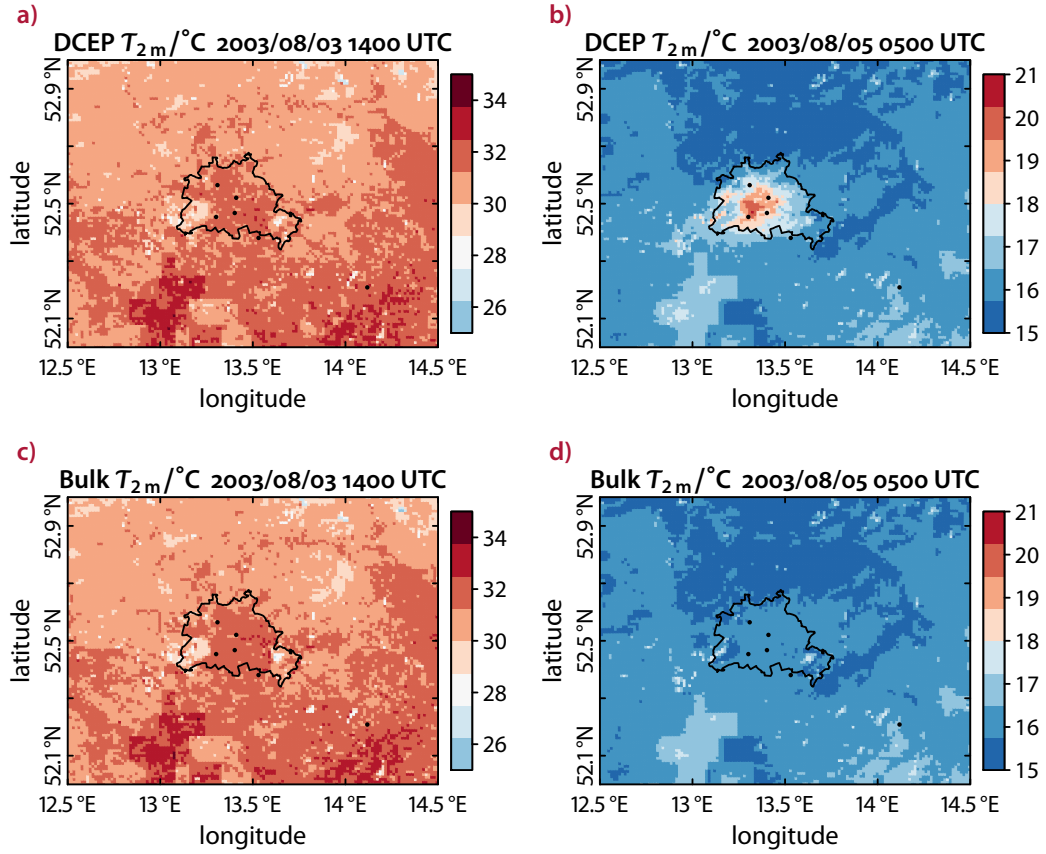 a)
DCEP T2 m/°C 2003/08/03 1400 UTC
52.9 °N
52.5 °N
52.1 °N
latitude
12.5 °E 13 °E 13.5 °E 14 °E 14.5 °E
longitude
34
32
30
28
26
b)
DCEP T2 m/°C 2003/08/05 0500 UTC
52.9 °N
52.5 °N
52.1 °N
latitude
12.5 °E 13 °E 13.5 °E 14 °E 14.5 °E
longitude
21
20
19
18
17
16
15
c)
Bulk T2 m/°C 2003/08/03 1400 UTC
52.9 °N
52.5 °N
52.1 °N
latitude
12.5 °E 13 °E 13.5 °E 14 °E 14.5 °E
longitude
34
32
30
28
26
d)
Bulk T2 m/°C 2003/08/05 0500 UTC
52.9 °N
52.5 °N
52.1 °N
latitude
12.5 °E 13 °E 13.5 °E 14 °E 14.5 °E
longitude
21
20
19
18
17
16
15